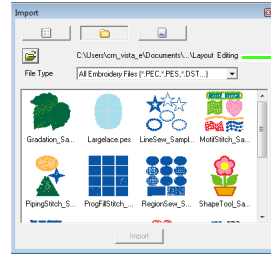 Import
C:\Users\cm_vista_e\Documents\...\Layout Editing
File Type
All Embroidery Files (*.PEC,*.PES,*.DST...)
Gradation_Sa...
Largelace.pes
LineSew_Sampl...
MotifStitch_Sa...
PipingStitch_S...
ProgFillStitch_...
RegionSew_S...
ShapeTool_Sa...
Import